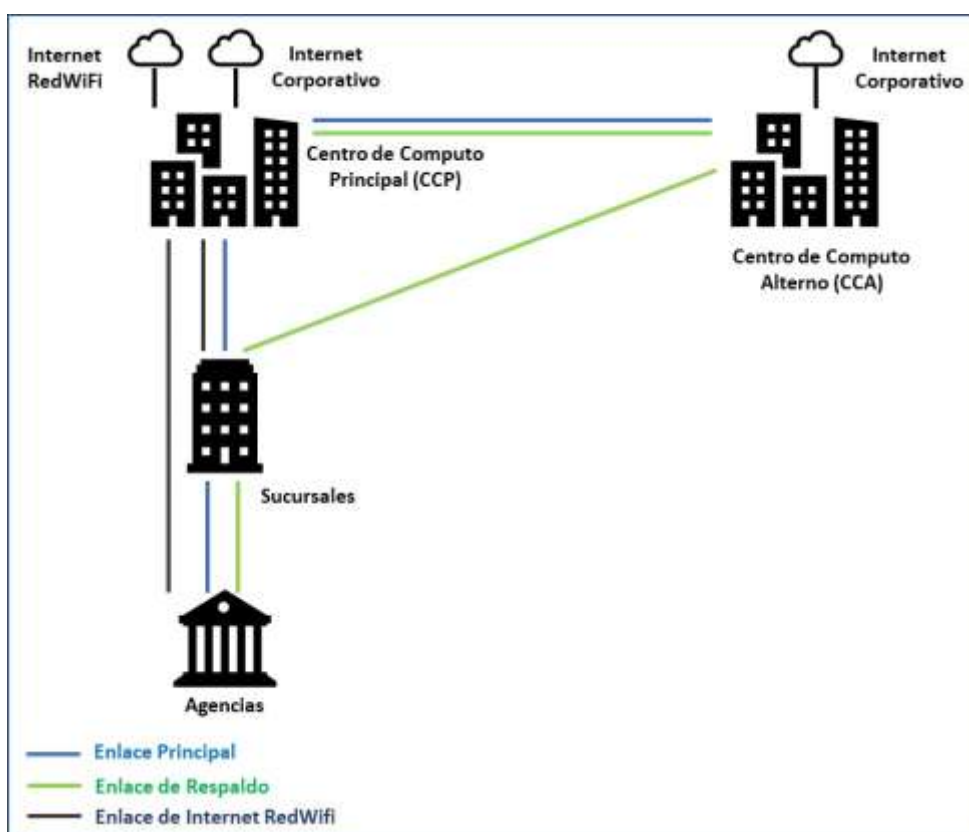 Internet
RedWiFi
Internet
Corporativo
Internet
Corporativo
Centro de Computo
Principal (CCP)
Centro de Computo
Alterno (CCA)
Sucursales
Agencias
Enlace Principal
Enlace de Respaldo
Enlace de Internet RedWifi